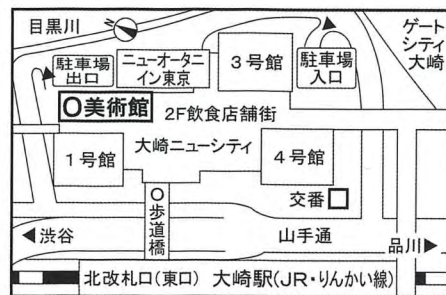 目黒川
N
ゲート
シティ
大崎
駐車場
出口
ニューオータニ
イン東京
3号館
駐車場
入口
O美術館
2F飲食店舗街
大崎ニューシティ
1号館
4号館
O歩道橋
交番
渋谷
山手通
品川
北改札口(東口) 大崎駅(JR・りんかい線)